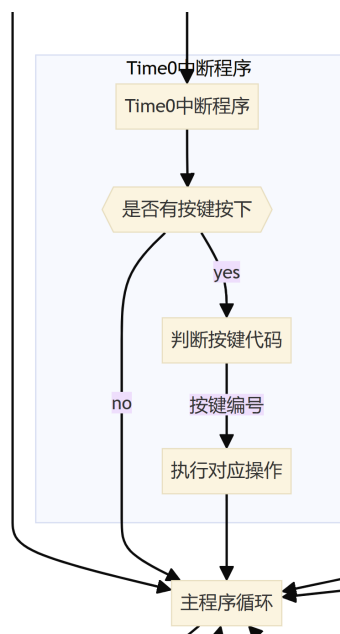 Time0中断程序
Time0中断程序
是否有按键按下
yes
判断按键代码
no
按键编号
执行对应操作
主程序循环